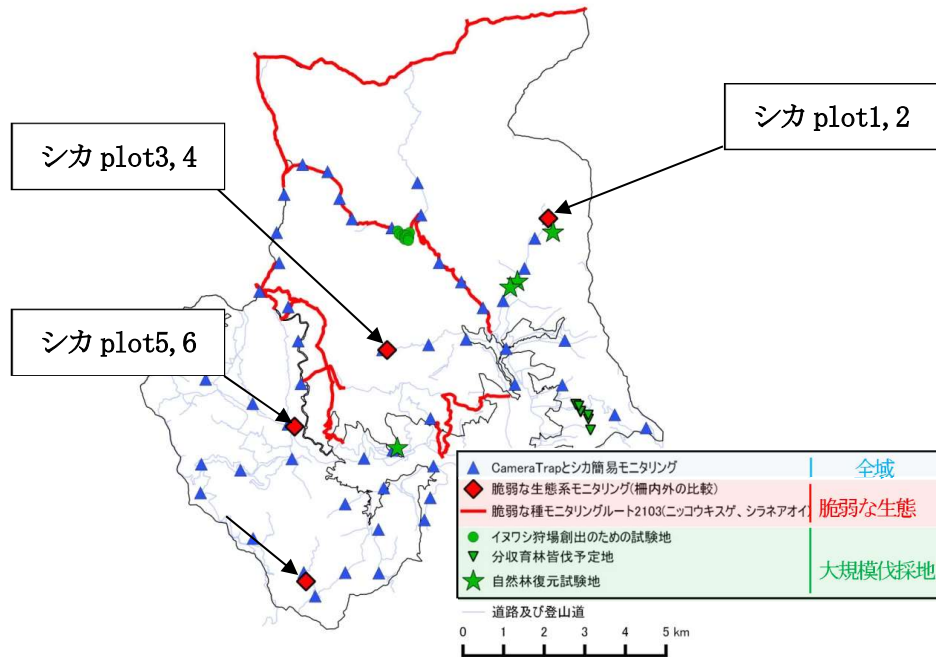 シカ plot1,2
シカ plot3,4
シカ plot5,6
CameraTrapとシカ簡易モニタリング
全域
脆弱な生態系モニタリング(柵内外の比較)
脆弱な種モニタリングルート2103(ニッコウキスゲ、シラネアオイ)
脆弱な生態
イヌワシ狩場創出のための試験地
分収育林皆伐予定地
自然林復元試験地
大規模伐採地
道路及び登山道
0 1 2 3 4 5 km